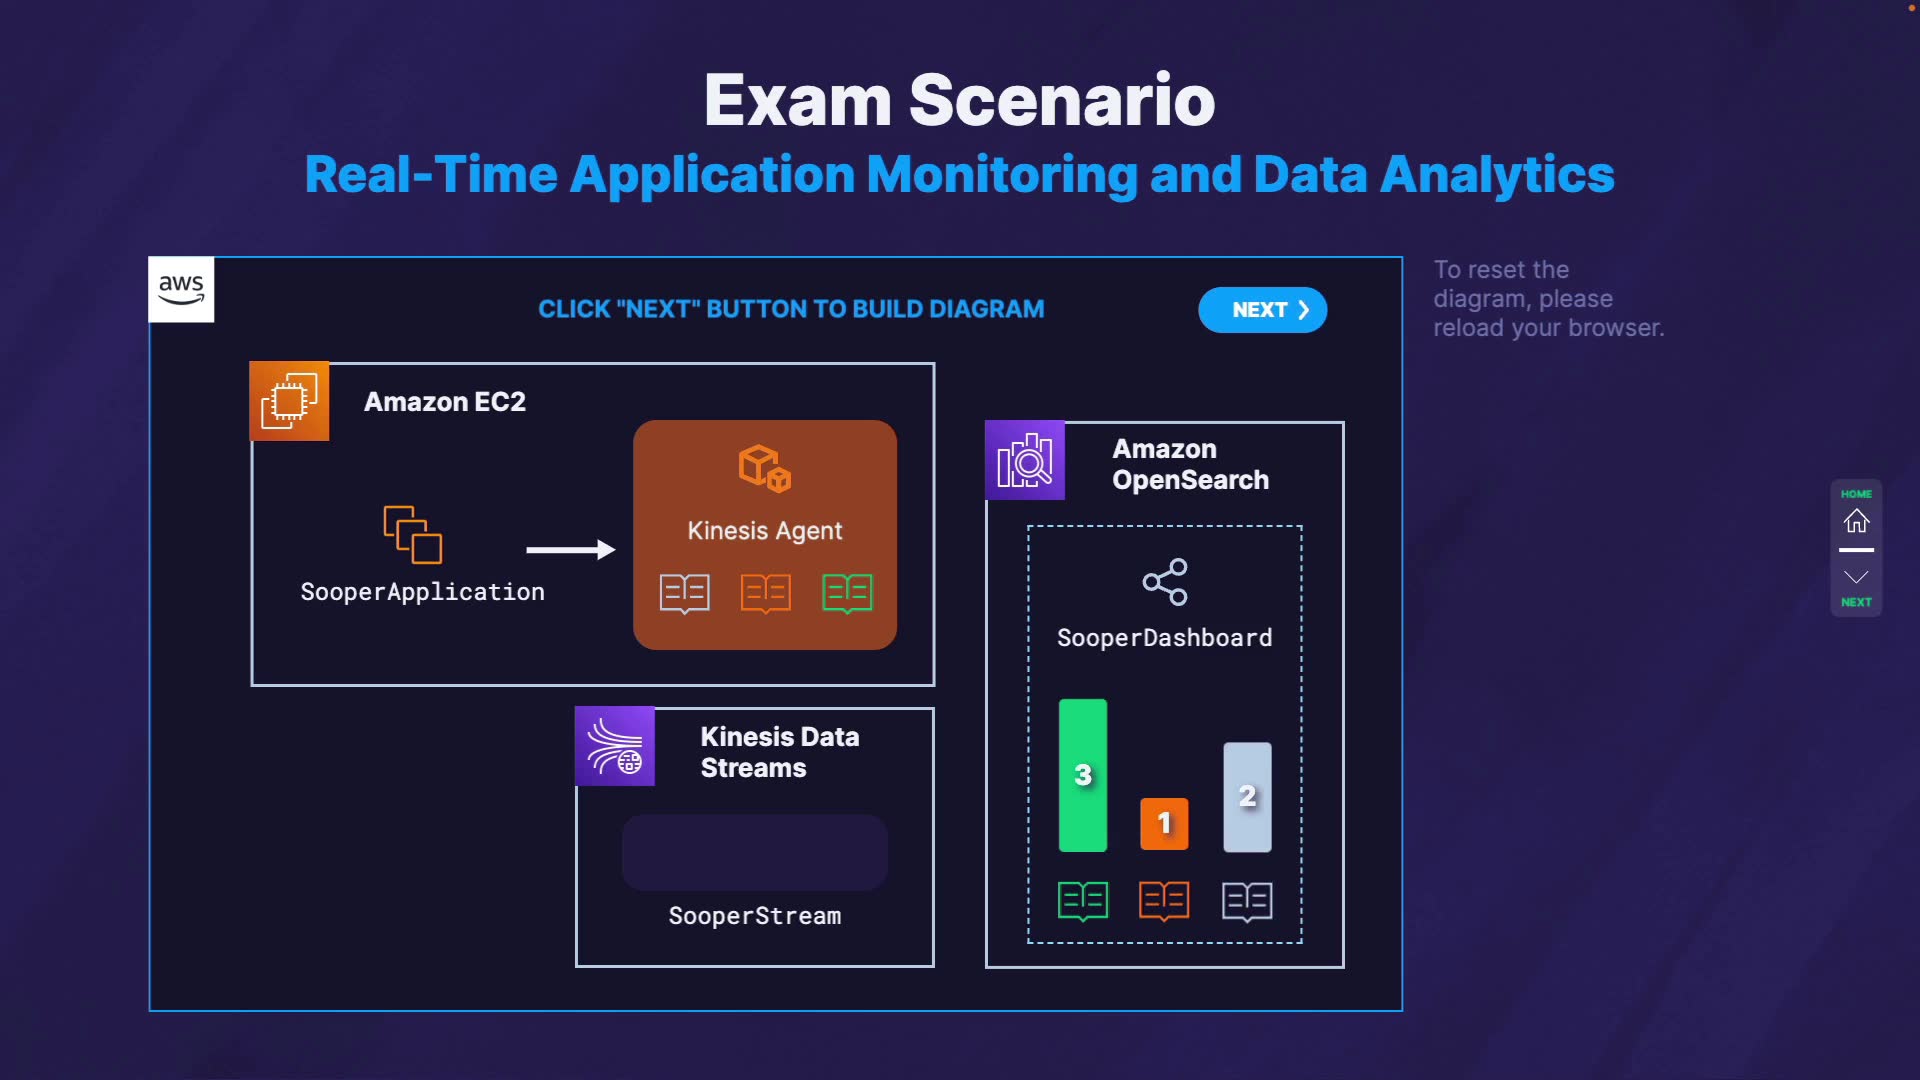 Exam Scenario
Real-Time Application Monitoring and Data Analytics
aws
CLICK "NEXT" BUTTON TO BUILD DIAGRAM
NEXT
To reset the
diagram, please
reload your browser.
Amazon EC2
SooperApplication
Kinesis Agent
Kinesis Data
Streams
SooperStream
Amazon
OpenSearch
SooperDashboard
3
1
2
HOME
NEXT